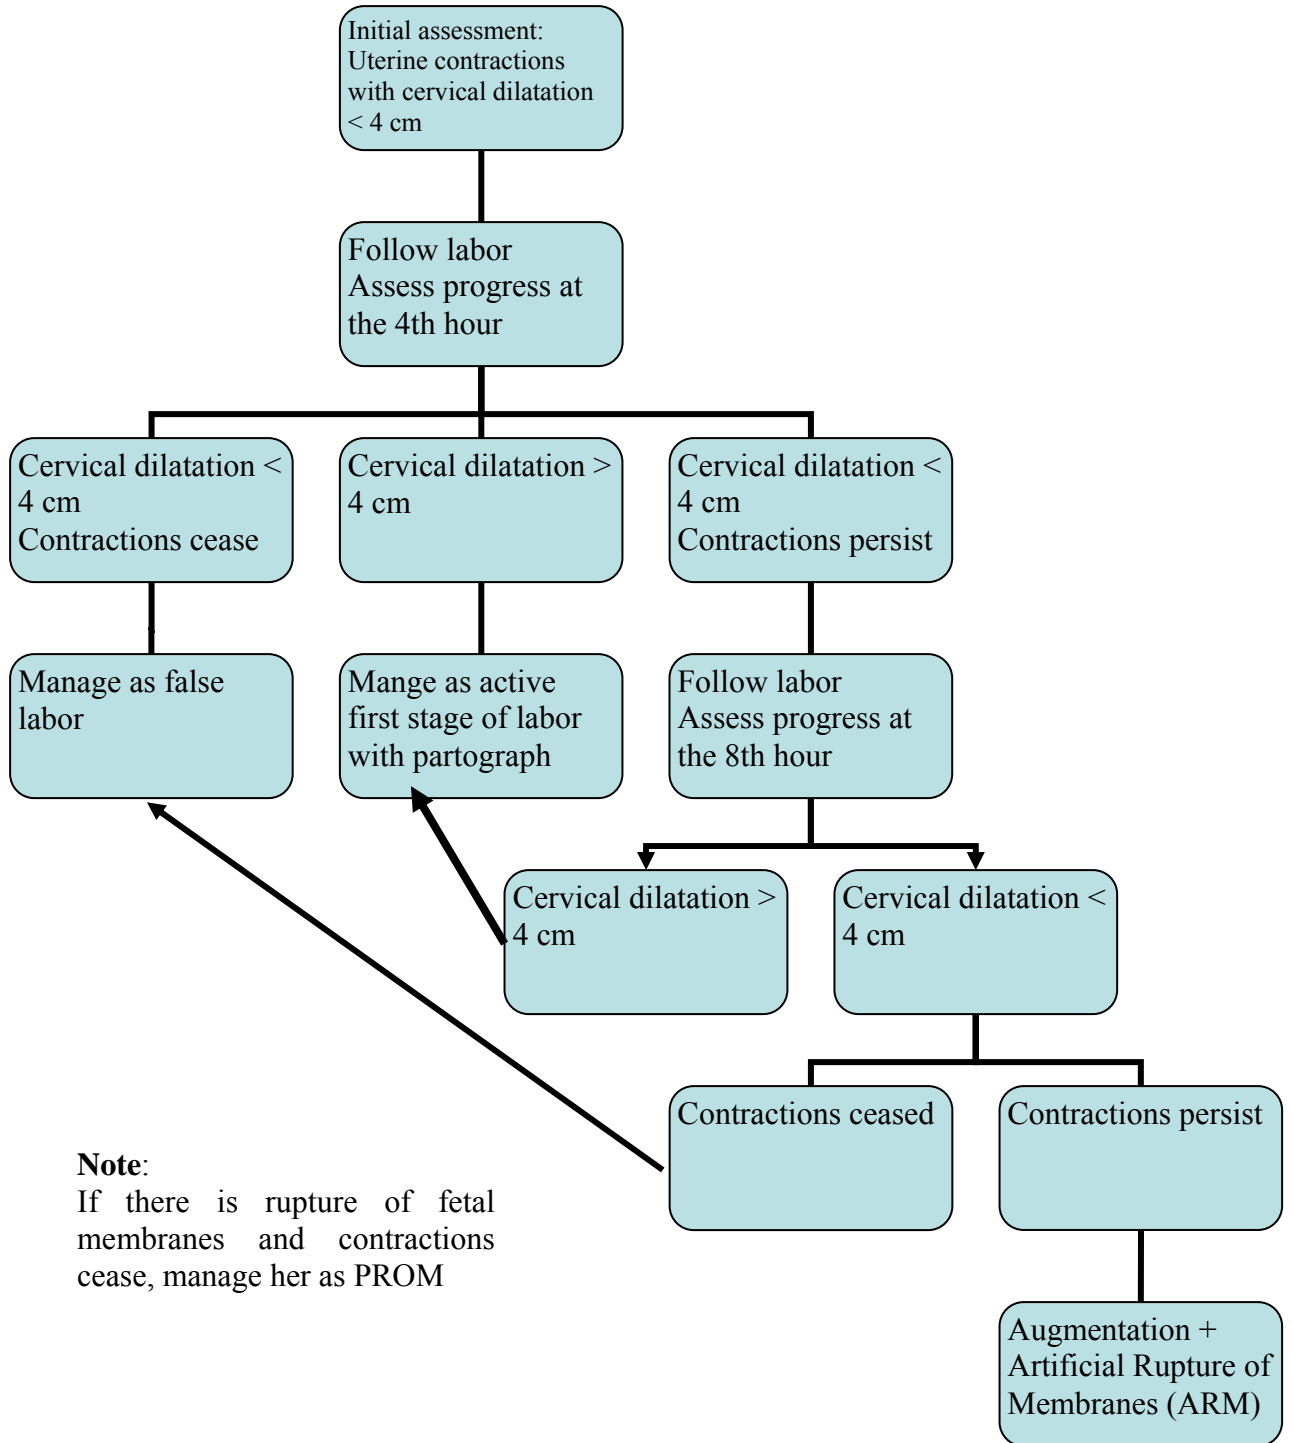 Initial assessment:
Uterine contractions
with cervical dilatation
< 4 cm
Follow labor
Assess progress at
the 4th hour
Cervical dilatation <
4 cm
Contractions cease
Cervical dilatation >
4 cm
Cervical dilatation <
4 cm
Contractions persist
Manage as false
labor
Mange as active
first stage of labor
with partograph
Follow labor
Assess progress at
the 8th hour
Cervical dilatation >
4 cm
Cervical dilatation <
4 cm
Contractions ceased
Contractions persist
Note:
If there is rupture of fetal
membranes and contractions
cease, manage her as PROM
Augmentation +
Artificial Rupture of
Membranes (ARM)